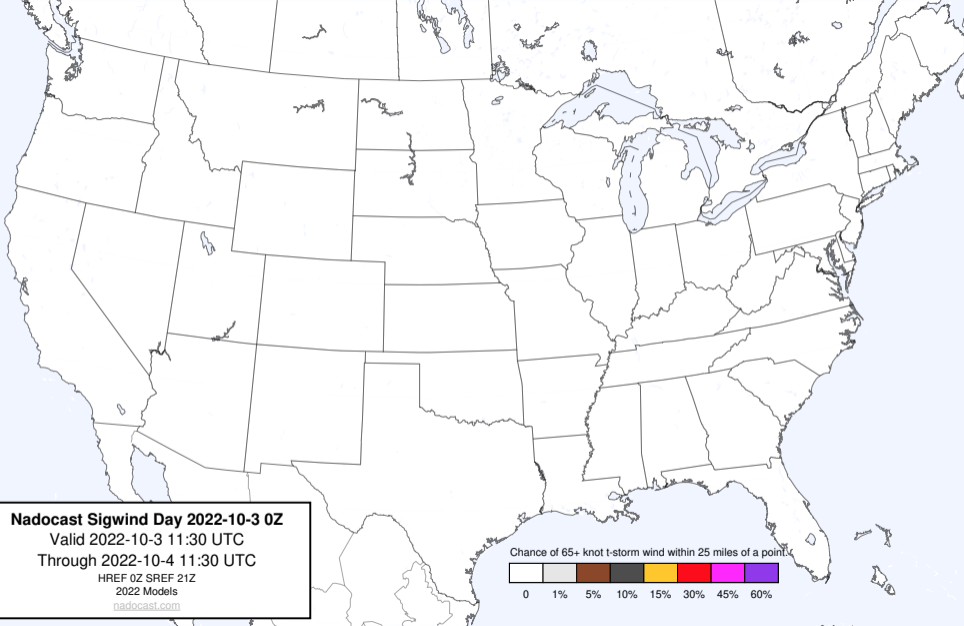 Nadocast Sigwind Day 2022-10-3 0Z
Valid 2022-10-3 11:30 UTC
Through 2022-10-4 11:30 UTC
HREF 0Z SREF 21Z
2022 Models
nadocast.com
Chance of 65+ knot t-storm wind within 25 miles of a point.
0 1% 5% 10% 15% 30% 45% 60%